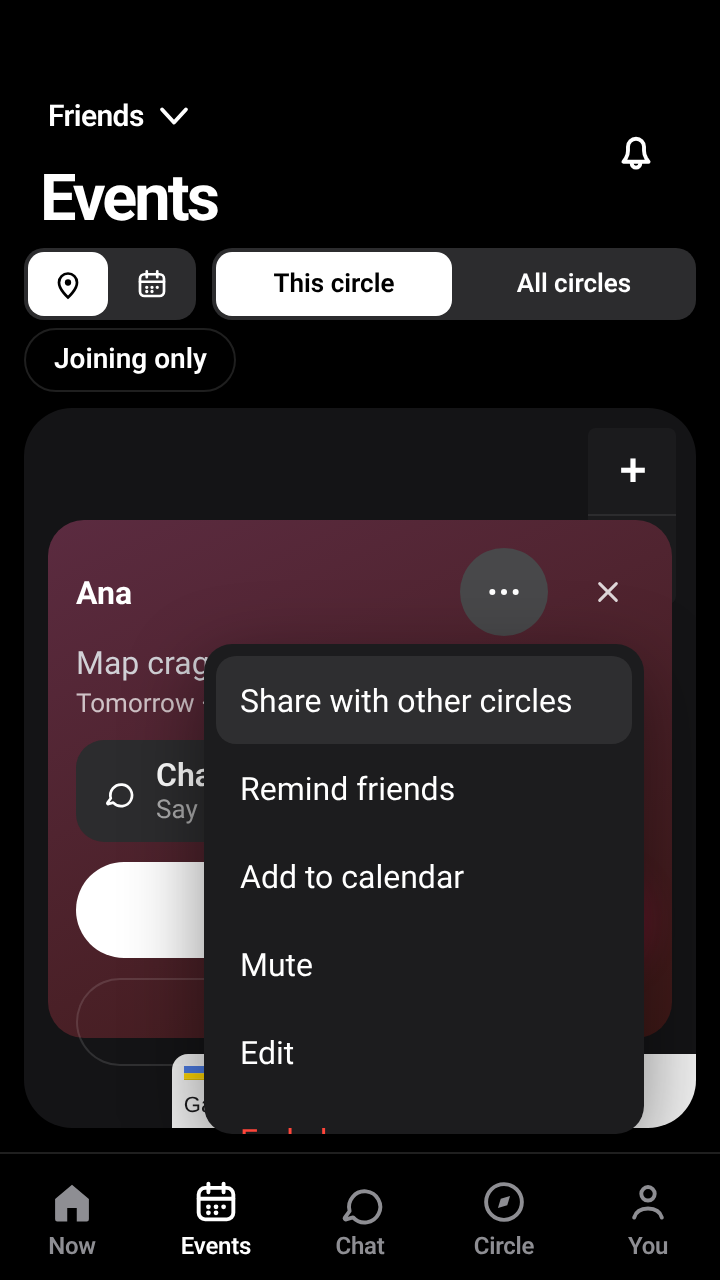 Friends
Events
This circle
All circles
Joining only
+
Ana
Map crag
Tomorrow
Share with other circles
Cha
Say
Remind friends
Add to calendar
Mute
Edit
Now
Events
Chat
Circle
You